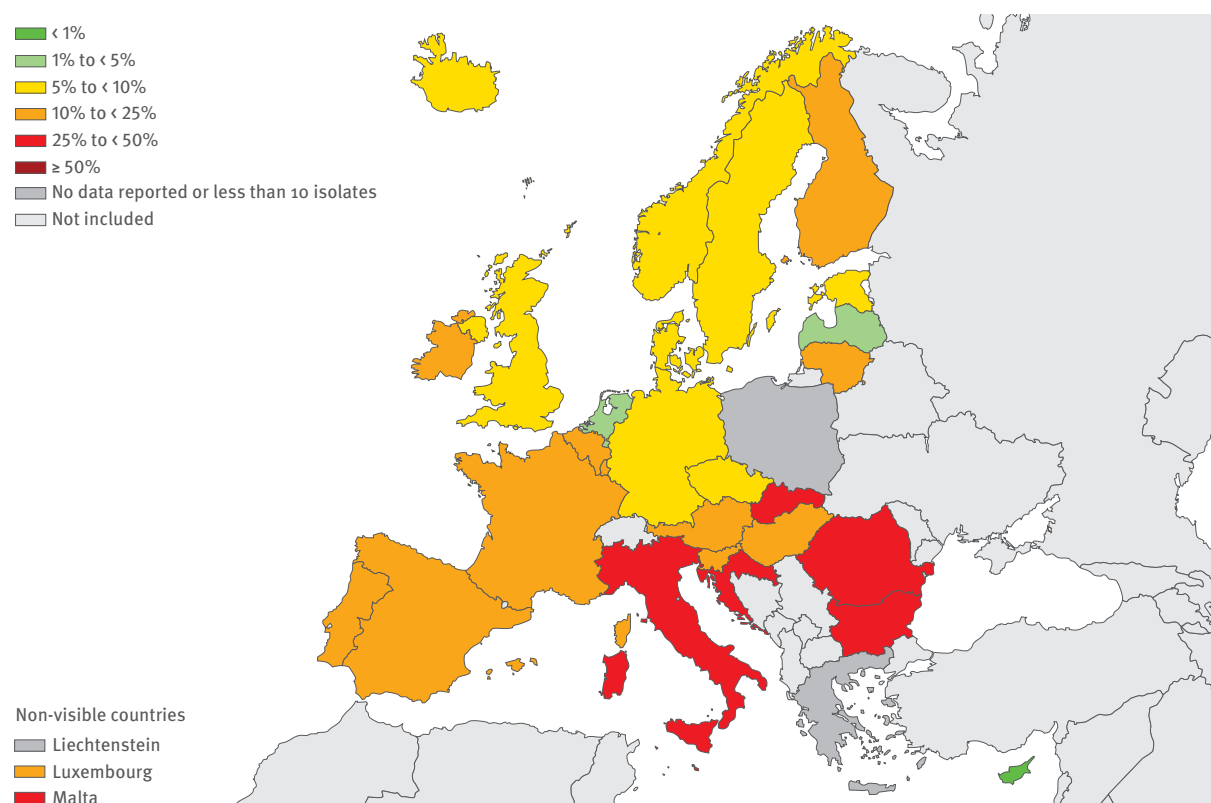 < 1%
1% to < 5%
5% to < 10%
10% to < 25%
25% to < 50%
≥ 50%
No data reported or less than 10 isolates
Not included
Non-visible countries
Liechtenstein
Luxembourg
Malta